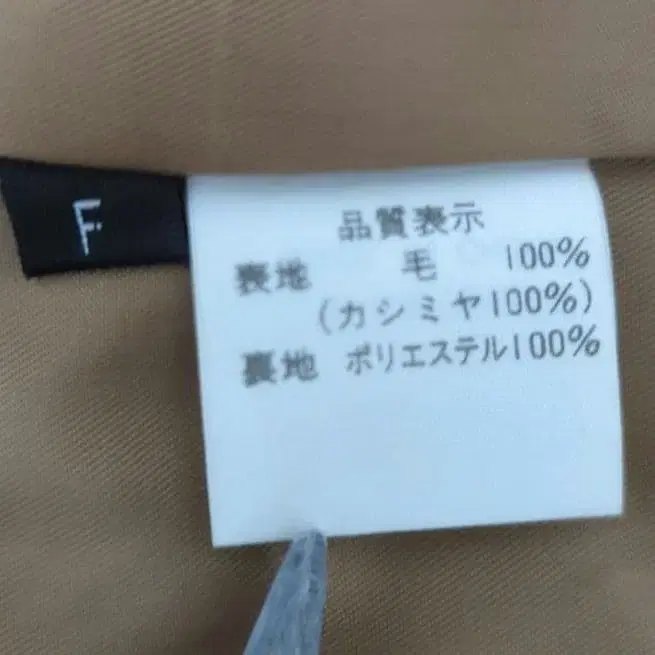 F
品質表示
表地 毛 100%
(カシミヤ100%)
裏地 ポリエステル100%